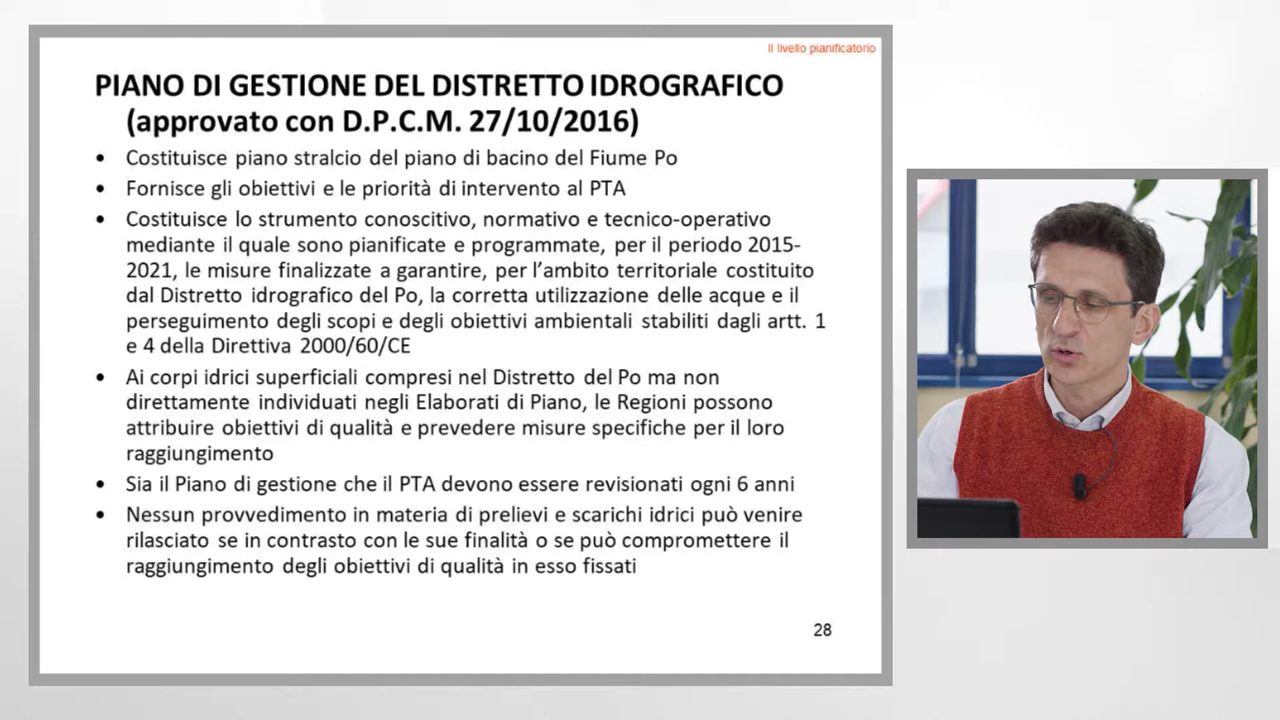 Il livello pianificatorio
PIANO DI GESTIONE DEL DISTRETTO IDROGRAFICO
(approvato con D.P.C.M. 27/10/2016)
• Costituisce piano stralcio del piano di bacino del Fiume Po
• Fornisce gli obiettivi e le priorità di intervento al PTA
• Costituisce lo strumento conoscitivo, normativo e tecnico-operativo
mediante il quale sono pianificate e programmate, per il periodo 2015-
2021, le misure finalizzate a garantire, per l’ambito territoriale costituito
dal Distretto idrografico del Po, la corretta utilizzazione delle acque e il
perseguimento degli scopi e degli obiettivi ambientali stabiliti dagli artt. 1
e 4 della Direttiva 2000/60/CE
• Ai corpi idrici superficiali compresi nel Distretto del Po ma non
direttamente individuati negli Elaborati di Piano, le Regioni possono
attribuire obiettivi di qualità e prevedere misure specifiche per il loro
raggiungimento
• Sia il Piano di gestione che il PTA devono essere revisionati ogni 6 anni
• Nessun provvedimento in materia di prelievi e scarichi idrici può venire
rilasciato se in contrasto con le sue finalità o se può compromettere il
raggiungimento degli obiettivi di qualità in esso fissati
28